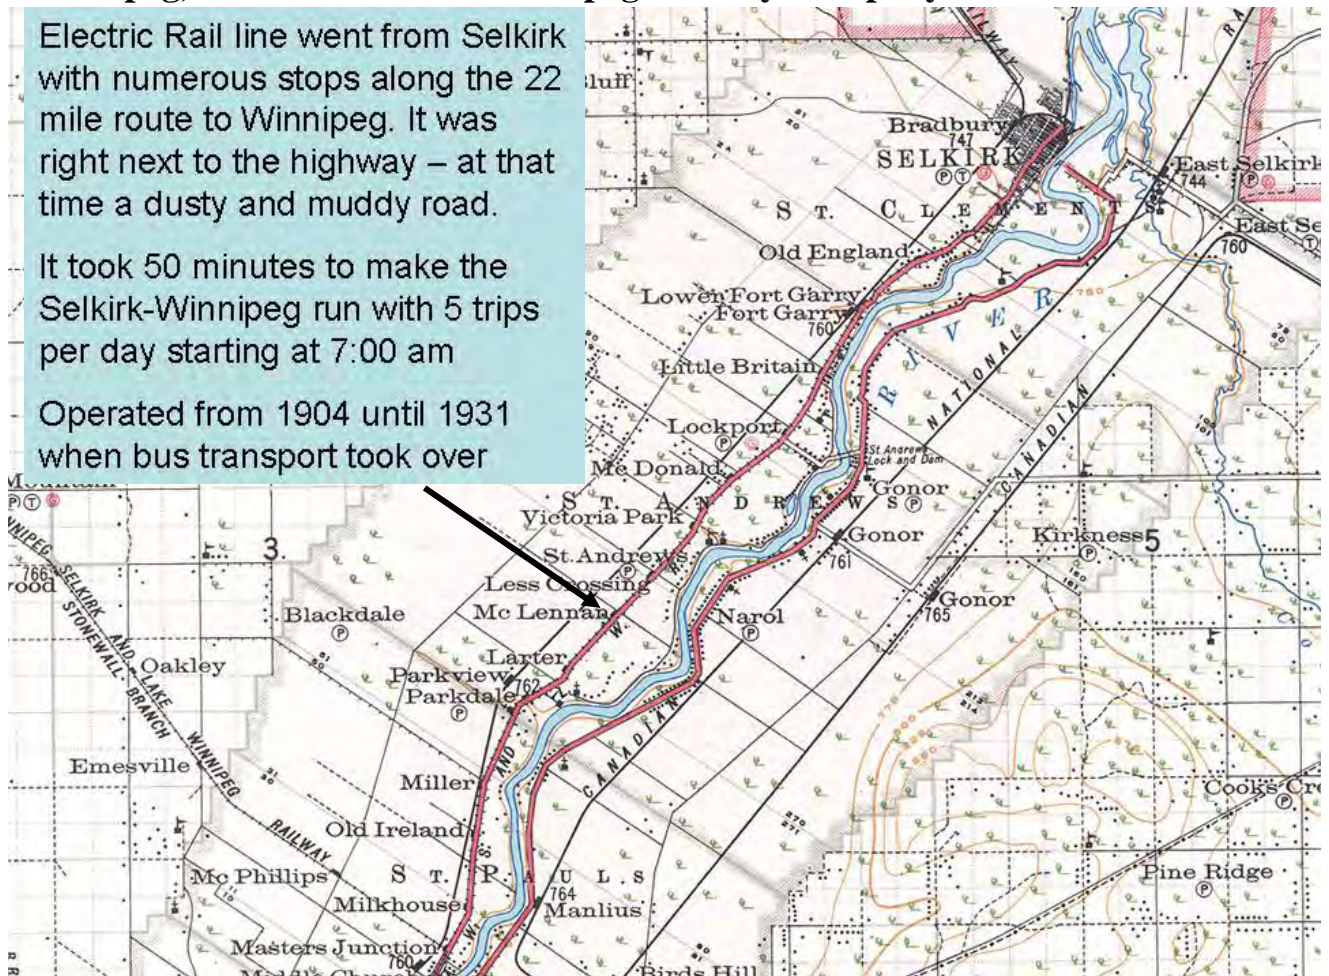 Electric Rail line went from Selkirk
with numerous stops along the 22
mile route to Winnipeg. It was
right next to the highway – at that
time a dusty and muddy road.
It took 50 minutes to make the
Selkirk-Winnipeg run with 5 trips
per day starting at 7:00 am
Operated from 1904 until 1931
when bus transport took over
RAILWAY
Bradbury
747
SELKIRK
P T G
East Selkirk
744
P G
ST. CLEMENTS
760
Old England
Lower Fort Garry
Fort Garry
760
750
RIVER
NATIONAL
Little Britain
CANADIAN
Lockport
P G
St Andrews
Lock and Dam
Mc Donald
Gonor
P
ST. ANDREWS
Victoria Park
Gonor
761
Kirkness
P
3.
5
St. Andrews
P
Less Crossing
Mc Lennan
Gonor
765
Narol
P
766
SELKIRK AND LAKE WINNIPEG
STONEWALL BRANCH
RAILWAY
Blackdale
P
Oakley
Larter
Parkview
762
Parkdale
P
CANADIAN
Emesville
Miller
Old Ireland
Mc Phillips
ST. PAULS
Milkhouse
764
Manlius
Pine Ridge
P
Masters Junction
760
Birds Hill